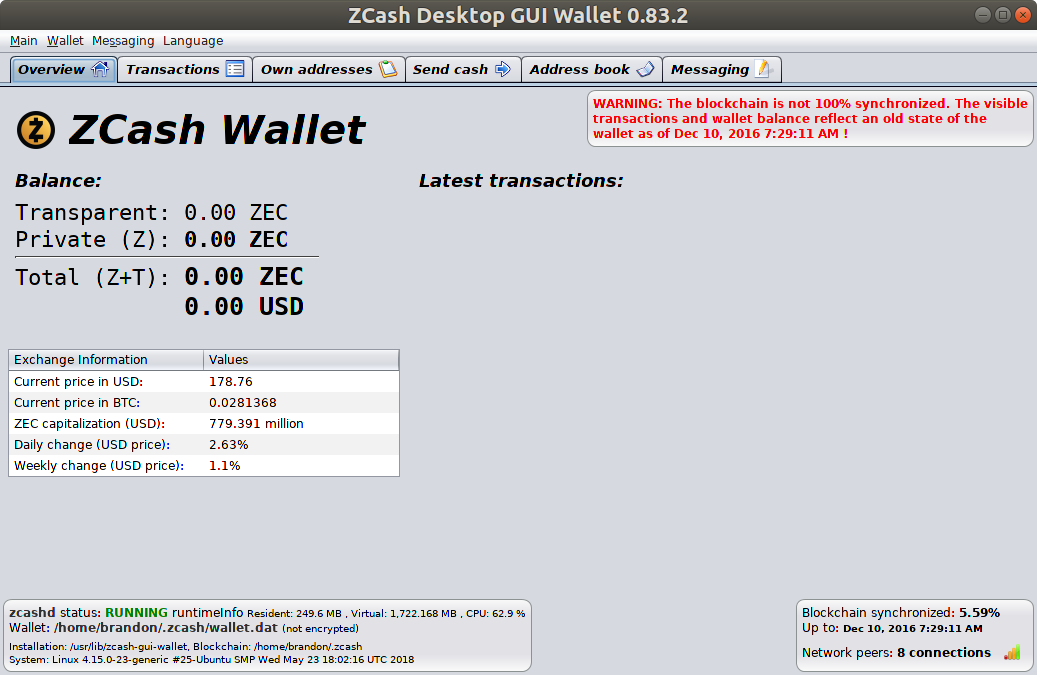 ZCash Desktop GUI Wallet 0.83.2
Main Wallet Messaging Language
Overview Transactions Own addresses Send cash Address book Messaging
WARNING: The blockchain is not 100% synchronized. The visible
transactions and wallet balance reflect an old state of the
wallet as of Dec 10, 2016 7:29:11 AM !
ZCash Wallet
Balance:
Transparent: 0.00 ZEC
Private (Z): 0.00 ZEC
Total (Z+T): 0.00 ZEC
0.00 USD
Latest transactions:
Exchange Information Values
Current price in USD: 178.76
Current price in BTC: 0.0281368
ZEC capitalization (USD): 779.391 million
Daily change (USD price): 2.63%
Weekly change (USD price): 1.1%
zcashd status: RUNNING runtimeInfo Resident: 249.6 MB , Virtual: 1,722.168 MB , CPU: 62.9 %
Wallet: /home/brandon/.zcash/wallet.dat (not encrypted)
Installation: /usr/lib/zcash-gui-wallet, Blockchain: /home/brandon/.zcash
System: Linux 4.15.0-23-generic #25-Ubuntu SMP Wed May 23 18:02:16 UTC 2018
Blockchain synchronized: 5.59%
Up to: Dec 10, 2016 7:29:11 AM
Network peers: 8 connections